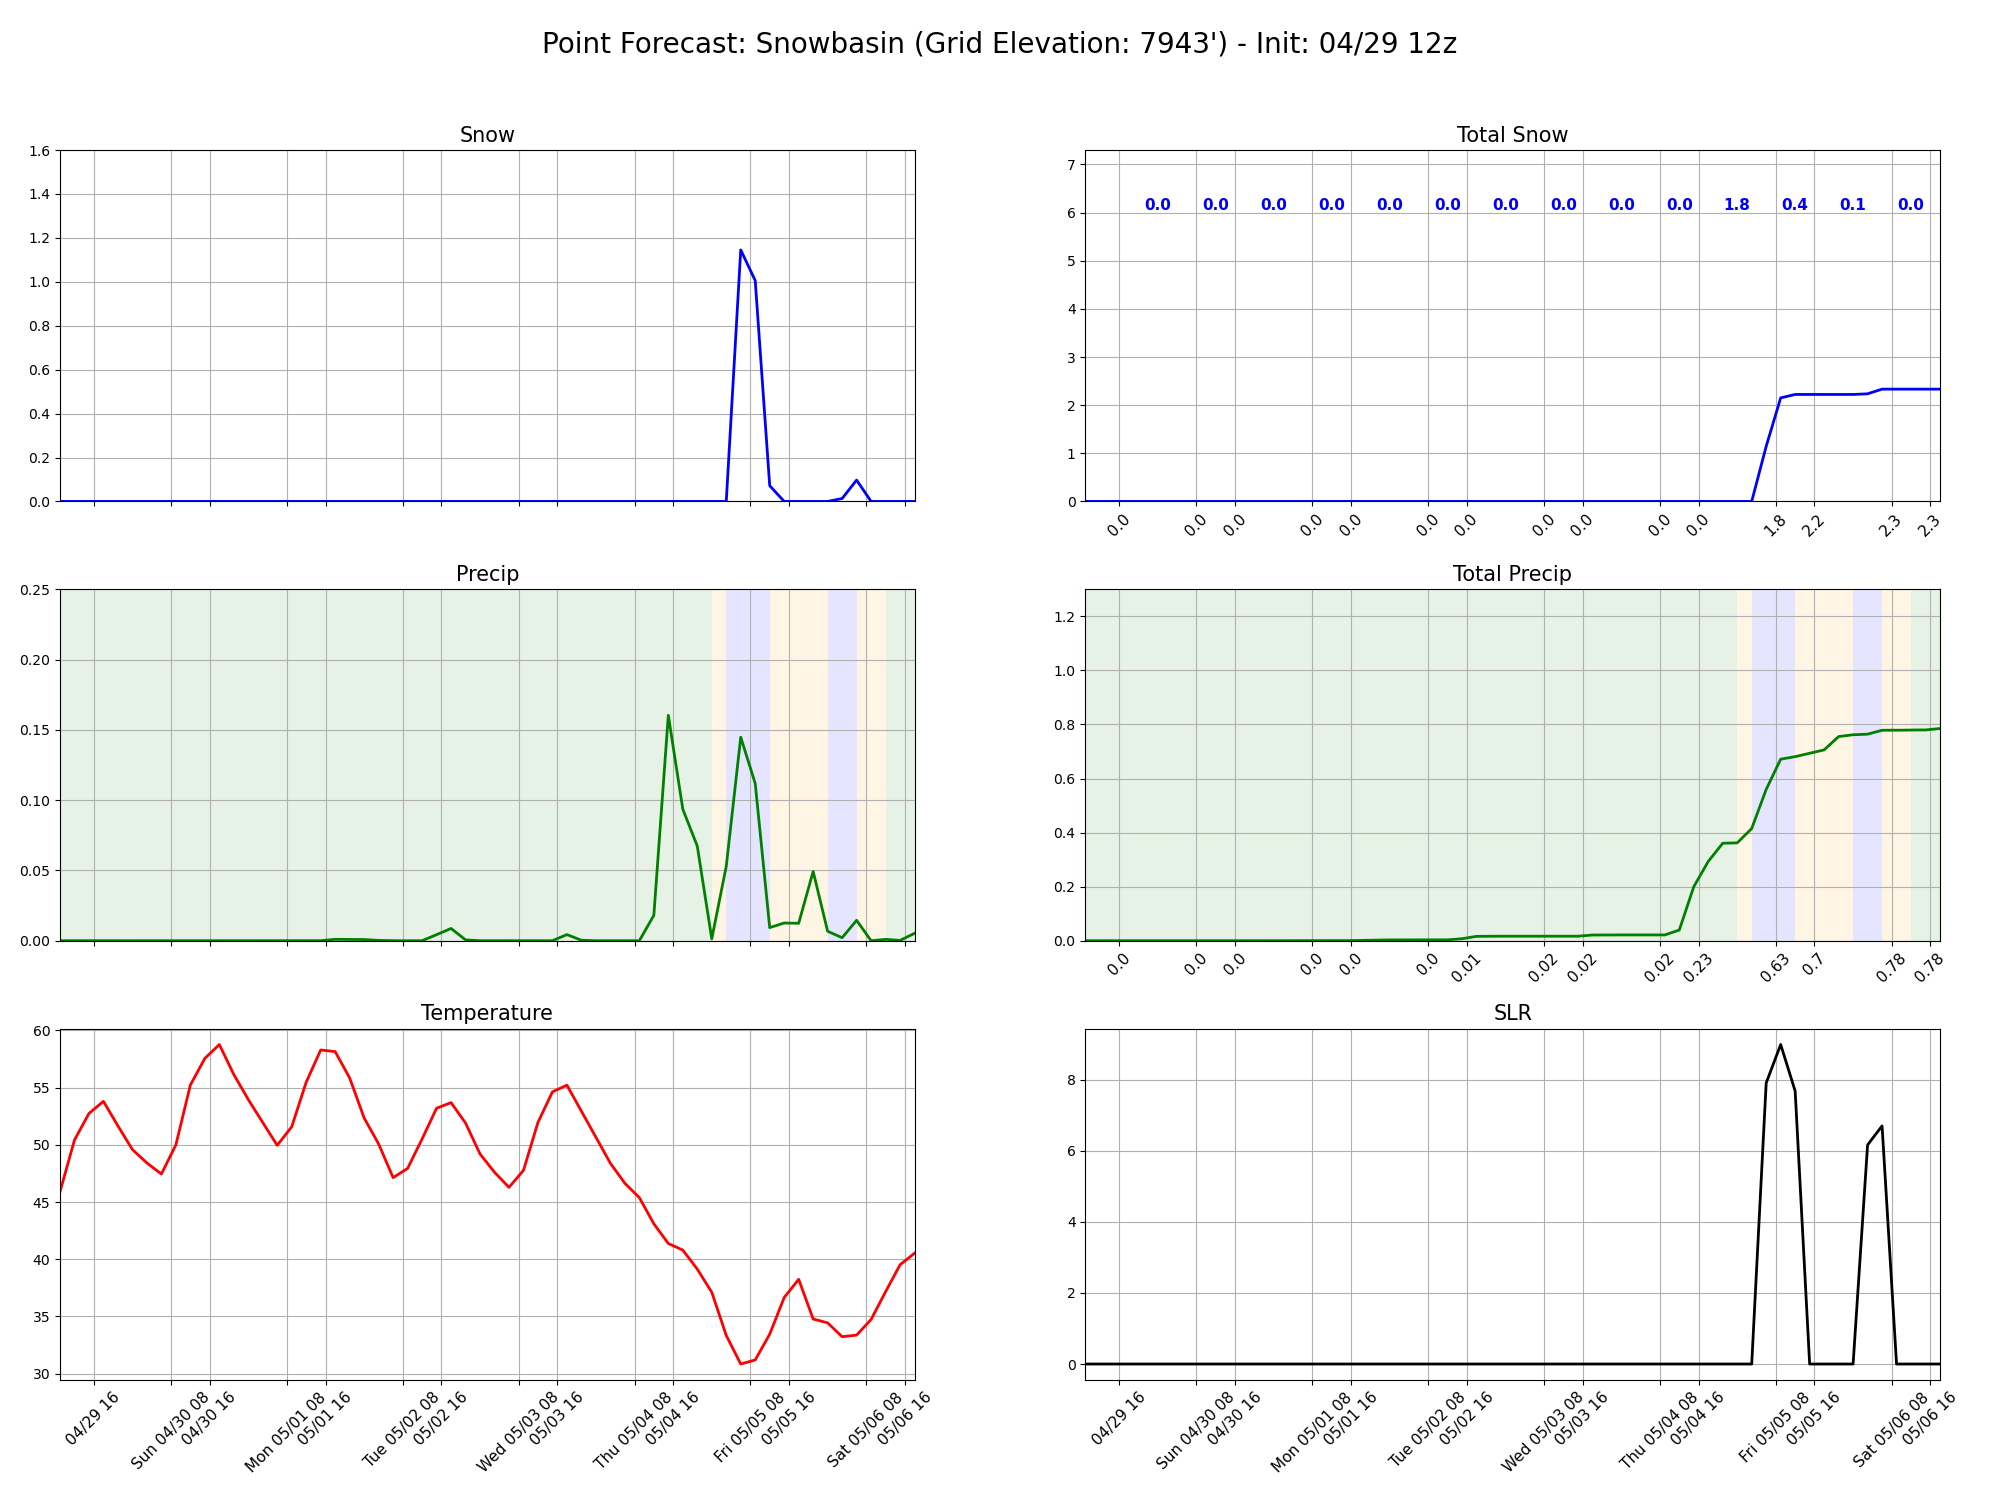 Point Forecast: Snowbasin (Grid Elevation: 7943') - Init: 04/29 12z
Snow
1.6
1.4
1.2
1.0
0.8
0.6
0.4
0.2
0.0
Total Snow
7
6
5
4
3
2
1
0
0.0 0.0 0.0 0.0 0.0 0.0 0.0 0.0 0.0 0.0 1.8 0.4 0.1 0.0
0.0 0.0 0.0 0.0 0.0 0.0 0.0 0.0 0.0 0.0 0.0 1.8 2.2 2.3 2.3
Precip
0.25
0.20
0.15
0.10
0.05
0.00
Total Precip
1.2
1.0
0.8
0.6
0.4
0.2
0.0
0.0 0.0 0.0 0.0 0.0 0.0 0.01 0.02 0.02 0.02 0.23 0.63 0.7 0.78 0.78
Temperature
60
55
50
45
40
35
30
04/29 16
Sun 04/30 08
04/30 16
Mon 05/01 08
05/01 16
Tue 05/02 08
05/02 16
Wed 05/03 08
05/03 16
Thu 05/04 08
05/04 16
Fri 05/05 08
05/05 16
Sat 05/06 08
05/06 16
SLR
8
6
4
2
0
04/29 16
Sun 04/30 08
04/30 16
Mon 05/01 08
05/01 16
Tue 05/02 08
05/02 16
Wed 05/03 08
05/03 16
Thu 05/04 08
05/04 16
Fri 05/05 08
05/05 16
Sat 05/06 08
05/06 16